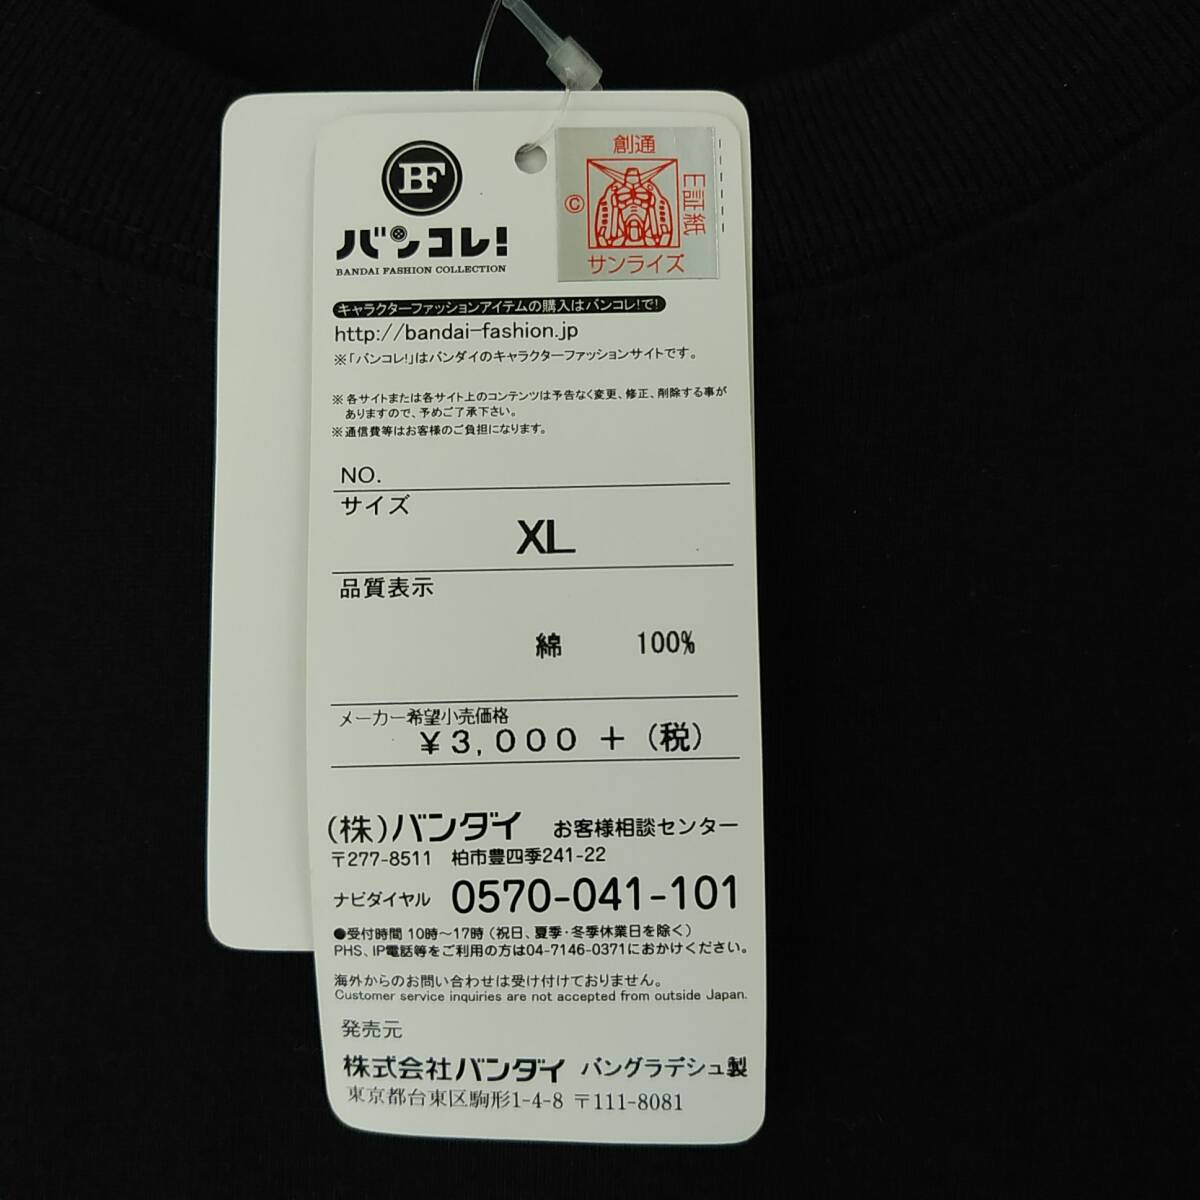 BF
バンコレ!
BANDAI FASHION COLLECTION
創通
©
E証紙
サンライズ
キャラクターファッションアイテムの購入はバンコレ!で!
http://bandai-fashion.jp
※「バンコレ!」はバンダイのキャラクターファッションサイトです。
※各サイトまたは各サイト上のコンテンツは予告なく変更、修正、削除する事が
ありますので、予めご了承下さい。
※通信費等はお客様のご負担になります。
NO.
サイズ
XL
品質表示
綿 100%
メーカー希望小売価格
¥3,000 +(税)
(株)バンダイ お客様相談センター
〒277-8511 柏市豊四季241-22
ナビダイヤル 0570-041-101
●受付時間 10時〜17時(祝日、夏季・冬季休業日を除く)
PHS、IP電話等をご利用の方は04-7146-0371におかけください。
海外からのお問い合わせは受け付けておりません。
Customer service inquiries are not accepted from outside Japan.
発売元
株式会社バンダイ バングラデシュ製
東京都台東区駒形1-4-8 〒111-8081